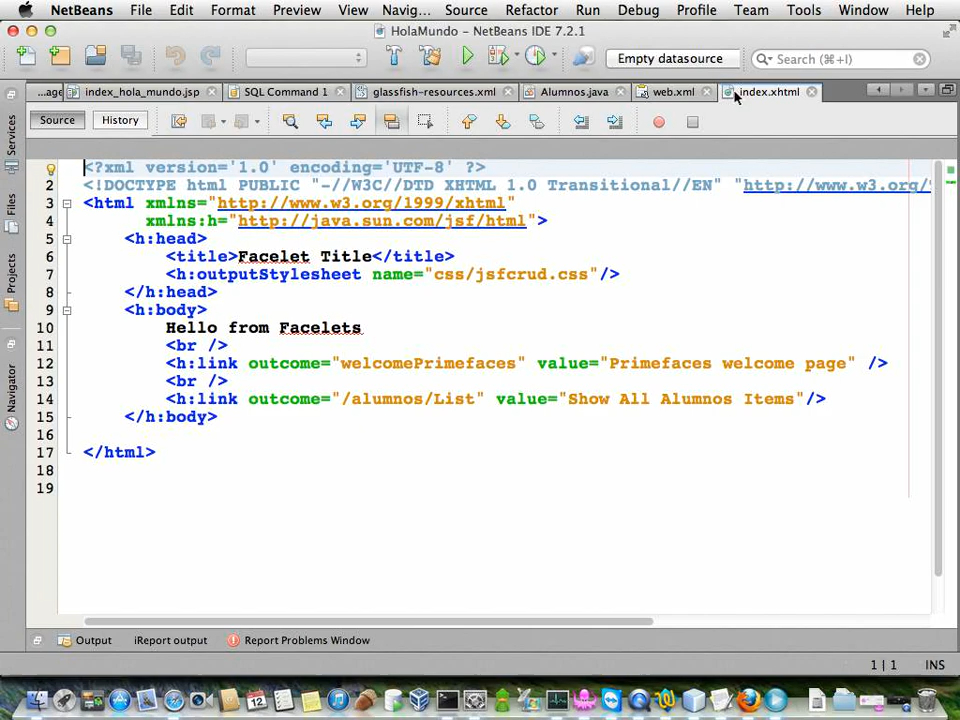 NetBeans File Edit Format Preview View Navig... Source Refactor Run Debug Profile Team Tools Window Help
HolaMundo - NetBeans IDE 7.2.1
Empty datasource
Search (⌘+I)
...age index_hola_mundo.jsp SQL Command 1 glassfish-resources.xml Alumnos.java web.xml index.xhtml
Source History
Services
Files
Projects
Navigator
1 <?xml version='1.0' encoding='UTF-8' ?>
2 <!DOCTYPE html PUBLIC "-//W3C//DTD XHTML 1.0 Transitional//EN" "http://www.w3.org/
3 <html xmlns="http://www.w3.org/1999/xhtml"
4 xmlns:h="http://java.sun.com/jsf/html">
5 <h:head>
6 <title>Facelet Title</title>
7 <h:outputStylesheet name="css/jsfcrud.css"/>
8 </h:head>
9 <h:body>
10 Hello from Facelets
11 <br />
12 <h:link outcome="welcomePrimefaces" value="Primefaces welcome page" />
13 <br />
14 <h:link outcome="/alumnos/List" value="Show All Alumnos Items"/>
15 </h:body>
16
17 </html>
18
19
Output iReport output Report Problems Window
1 | 1 INS
12